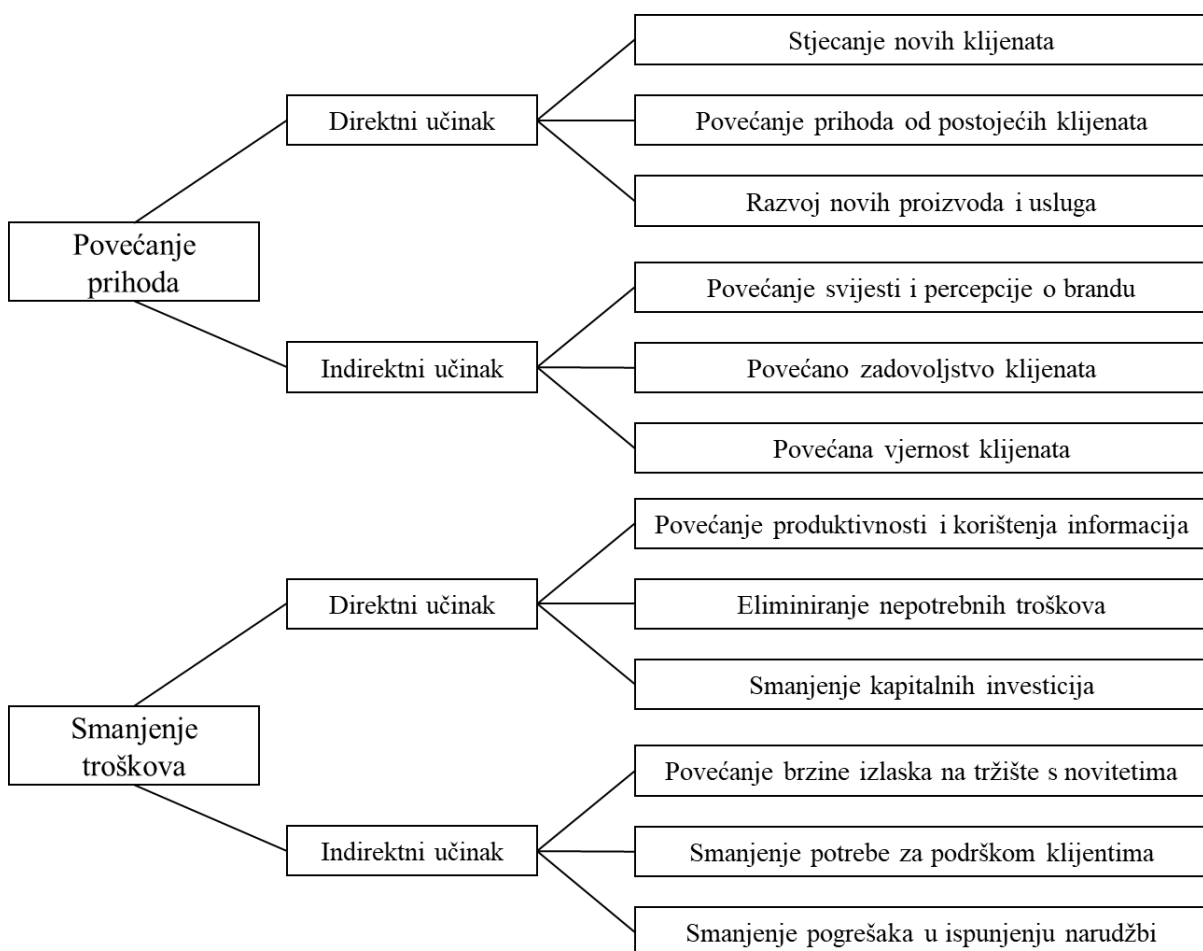 Povećanje
prihoda
Direktni učinak
Stjecanje novih klijenata
Povećanje prihoda od postojećih klijenata
Razvoj novih proizvoda i usluga
Indirektni učinak
Povećanje svijesti i percepcije o brandu
Povećano zadovoljstvo klijenata
Povećana vjernost klijenata
Smanjenje
troškova
Direktni učinak
Povećanje produktivnosti i korištenja informacija
Eliminiranje nepotrebnih troškova
Smanjenje kapitalnih investicija
Indirektni učinak
Povećanje brzine izlaska na tržište s novitetima
Smanjenje potrebe za podrškom klijentima
Smanjenje pogrešaka u ispunjenju narudžbi